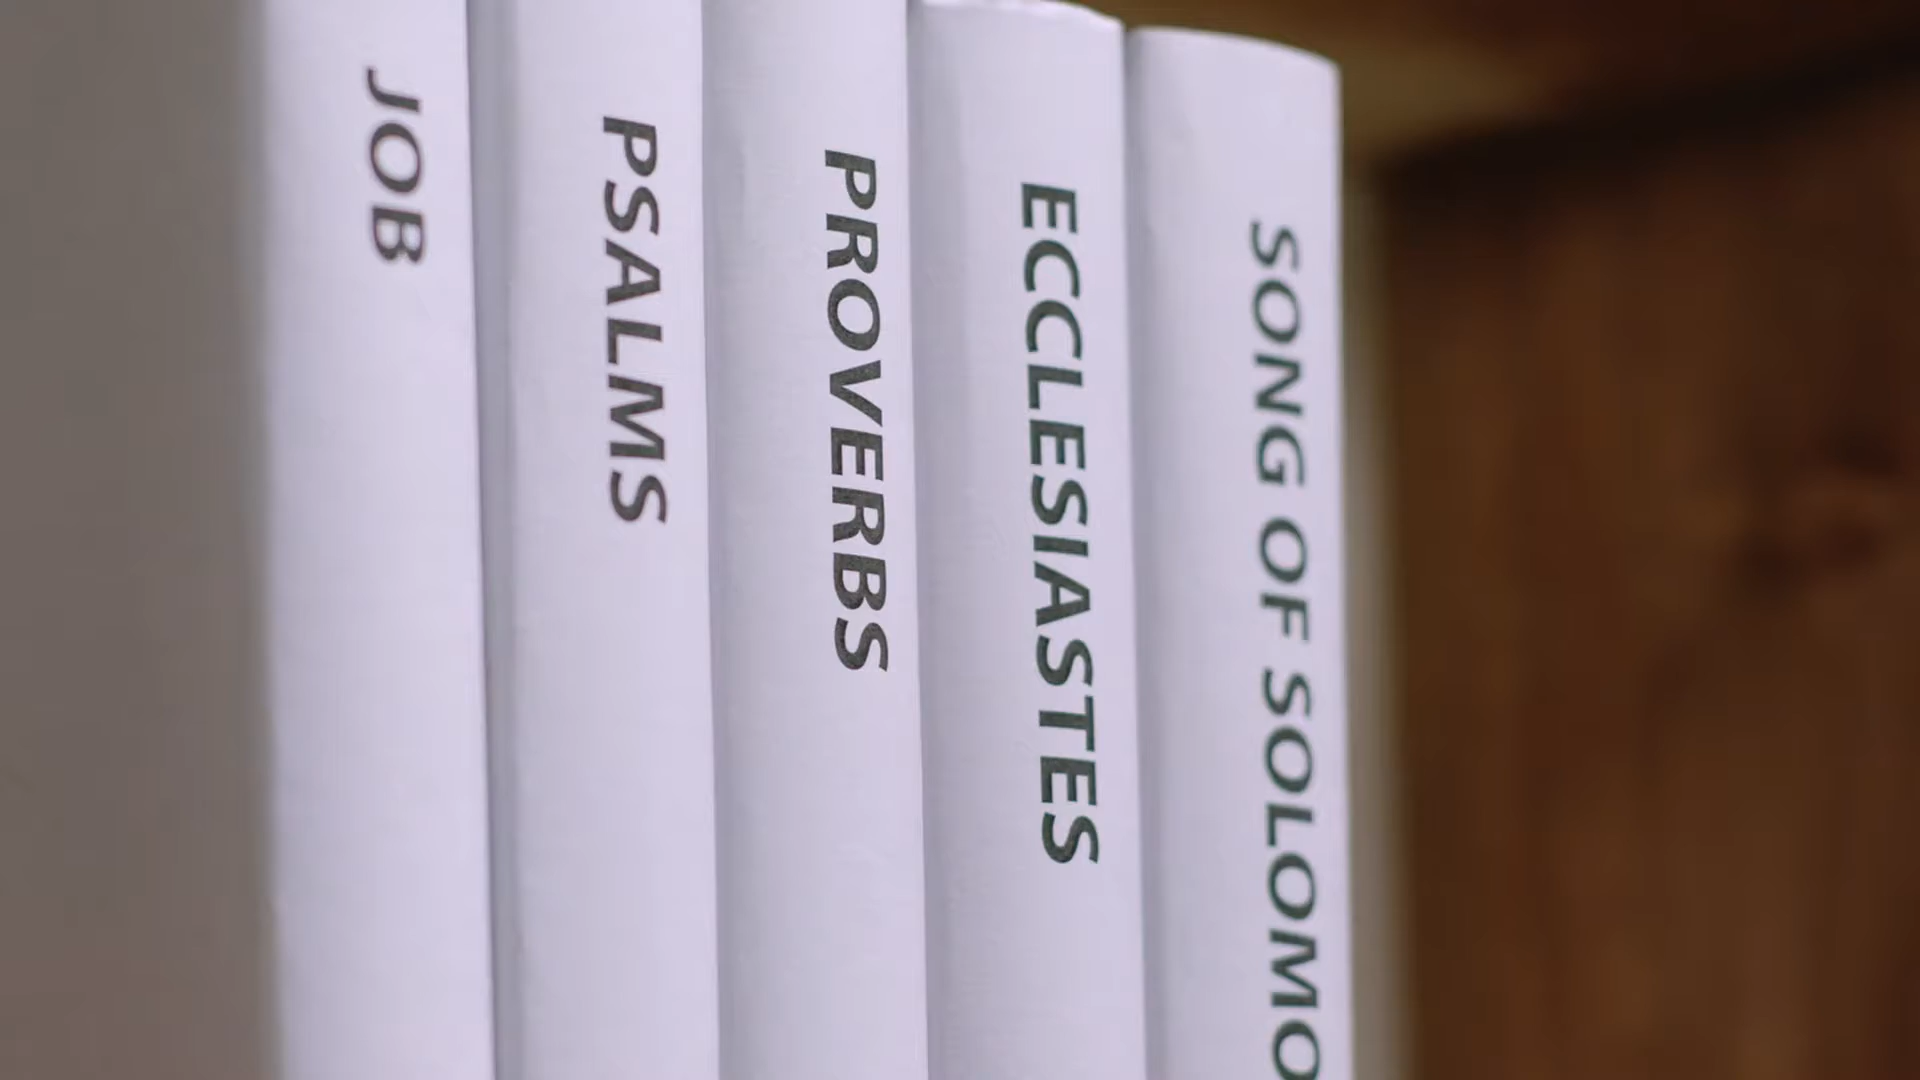 JOB
PSALMS
PROVERBS
ECCLESIASTES
SONG OF SOLOMO